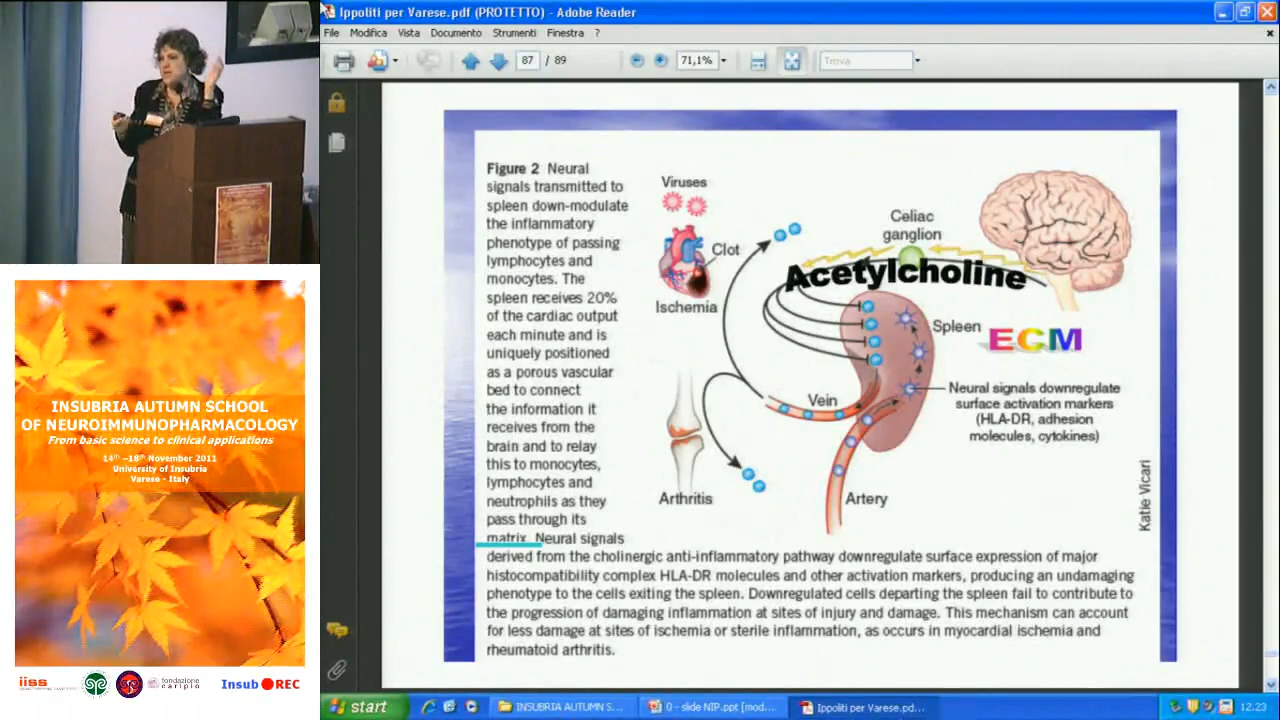 Ippoliti per Varese.pdf (PROTETTO) - Adobe Reader
File Modifica Vista Documento Strumenti Finestra ?
87 / 89 71,1% Trova
Figure 2 Neural
signals transmitted to
spleen down-modulate
the inflammatory
phenotype of passing
lymphocytes and
monocytes. The
spleen receives 20%
of the cardiac output
each minute and is
uniquely positioned
as a porous vascular
bed to connect
the information it
receives from the
brain and to relay
this to monocytes,
lymphocytes and
neutrophils as they
pass through its
matrix. Neural signals
derived from the cholinergic anti-inflammatory pathway downregulate surface expression of major
histocompatibility complex HLA-DR molecules and other activation markers, producing an undamaging
phenotype to the cells exiting the spleen. Downregulated cells departing the spleen fail to contribute to
the progression of damaging inflammation at sites of injury and damage. This mechanism can account
for less damage at sites of ischemia or sterile inflammation, as occurs in myocardial ischemia and
rheumatoid arthritis.
Viruses
Clot
Ischemia
Celiac
ganglion
Acetylcholine
Spleen
ECM
Vein
Neural signals downregulate
surface activation markers
(HLA-DR, adhesion
molecules, cytokines)
Arthritis
Artery
Katie Vicari
INSUBRIA AUTUMN SCHOOL
OF NEUROIMMUNOPHARMACOLOGY
From basic science to clinical applications
14th -18th November 2011
University of Insubria
Varese - Italy
iiss
fondazione
cariplo
Insub REC
start
INSUBRIA AUTUMN S...
0 - slide NIP.ppt [mod...
Ippoliti per Varese.pd...
12.23